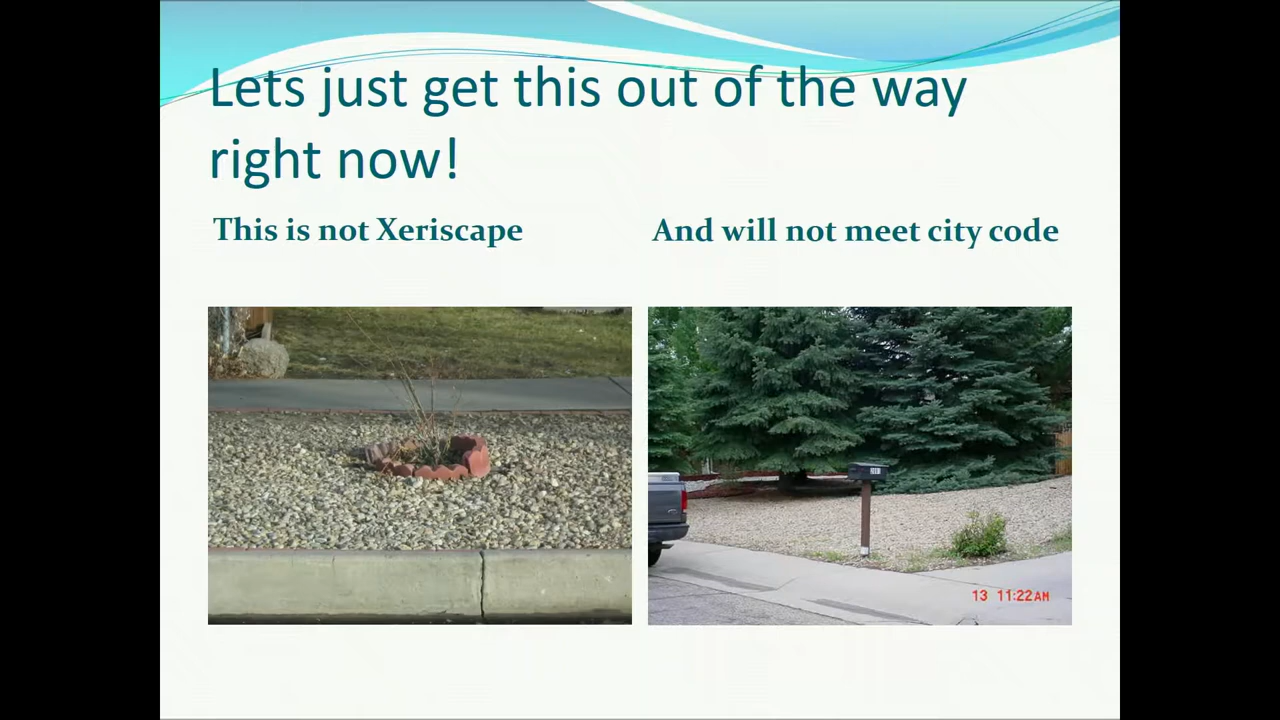 Lets just get this out of the way
right now!
This is not Xeriscape
And will not meet city code
13 11:22AM